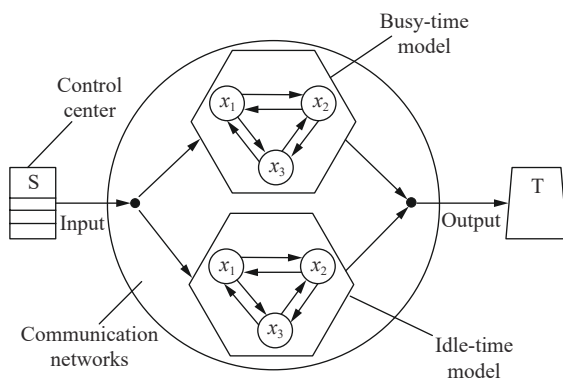 Busy-time
model
Control
center
x1
x2
x3
S
T
Input
Output
x1
x2
x3
Communication
networks
Idle-time
model